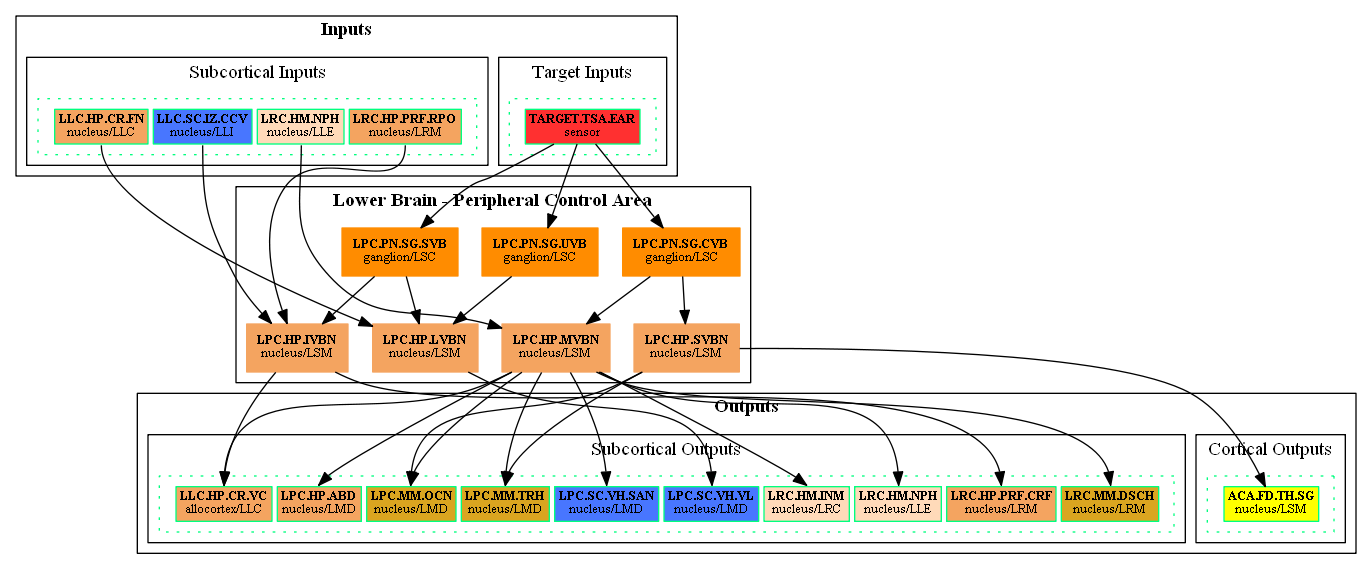 Inputs
Subcortical Inputs
Target Inputs
LLC.HP.CR.FN
nucleus/LLC
LLC.SC.IZ.CCV
nucleus/LLI
LRC.HM.NPH
nucleus/LLE
LRC.HP.PRF.RPO
nucleus/LRM
TARGET.TSA.EAR
sensor
Lower Brain - Peripheral Control Area
LPC.PN.SG.SVB
ganglion/LSC
LPC.PN.SG.UVB
ganglion/LSC
LPC.PN.SG.CVB
ganglion/LSC
LPC.HP.IVBN
nucleus/LSM
LPC.HP.LVBN
nucleus/LSM
LPC.HP.MVBN
nucleus/LSM
LPC.HP.SVBN
nucleus/LSM
Outputs
Subcortical Outputs
Cortical Outputs
LLC.HP.CR.VC
allocortex/LLC
LPC.HP.ABD
nucleus/LMD
LPC.MM.OCN
nucleus/LMD
LPC.MM.TRH
nucleus/LMD
LPC.SC.VH.SAN
nucleus/LMD
LPC.SC.VH.VL
nucleus/LMD
LRC.HM.INM
nucleus/LRC
LRC.HM.NPH
nucleus/LLE
LRC.HP.PRF.CRF
nucleus/LRM
LRC.MM.DSCH
nucleus/LRM
ACA.FD.TH.SG
nucleus/LSM